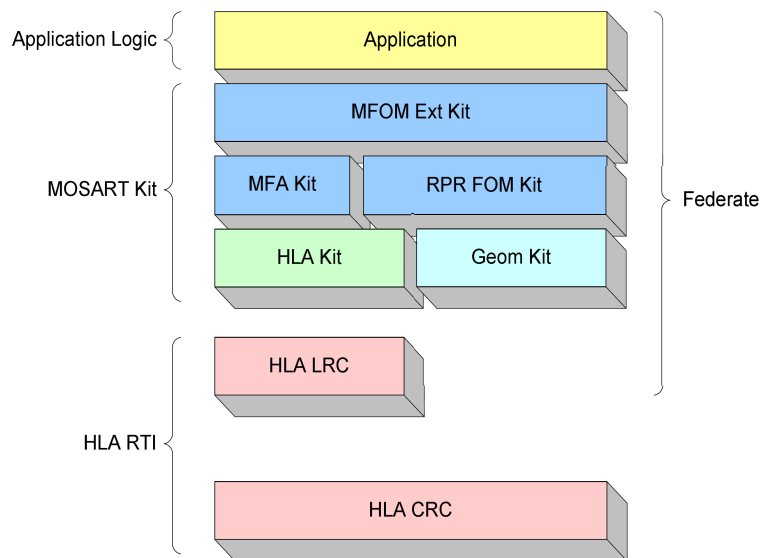 Application Logic
Application
MFOM Ext Kit
MOSART Kit
MFA Kit
RPR FOM Kit
Federate
HLA Kit
Geom Kit
HLA LRC
HLA RTI
HLA CRC